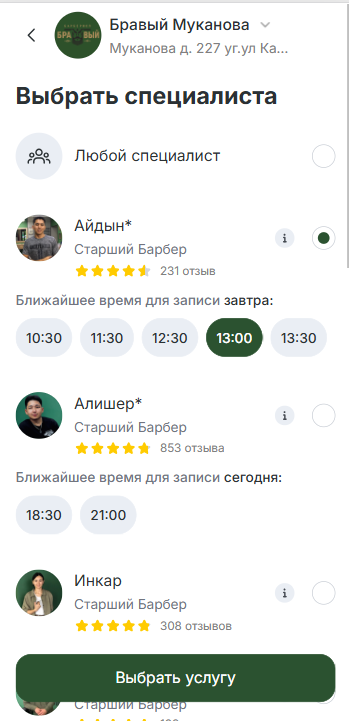 БРАВЫЙ
Бравый Муканова
Муканова д. 227 уг.ул Ка...
Выбрать специалиста
Любой специалист
Айдын*
Старший Барбер
231 отзыв
Ближайшее время для записи завтра:
10:30 11:30 12:30 13:00 13:30
Алишер*
Старший Барбер
853 отзыва
Ближайшее время для записи сегодня:
18:30 21:00
Инкар
Старший Барбер
308 отзывов
Выбрать услугу
Старший Барбер